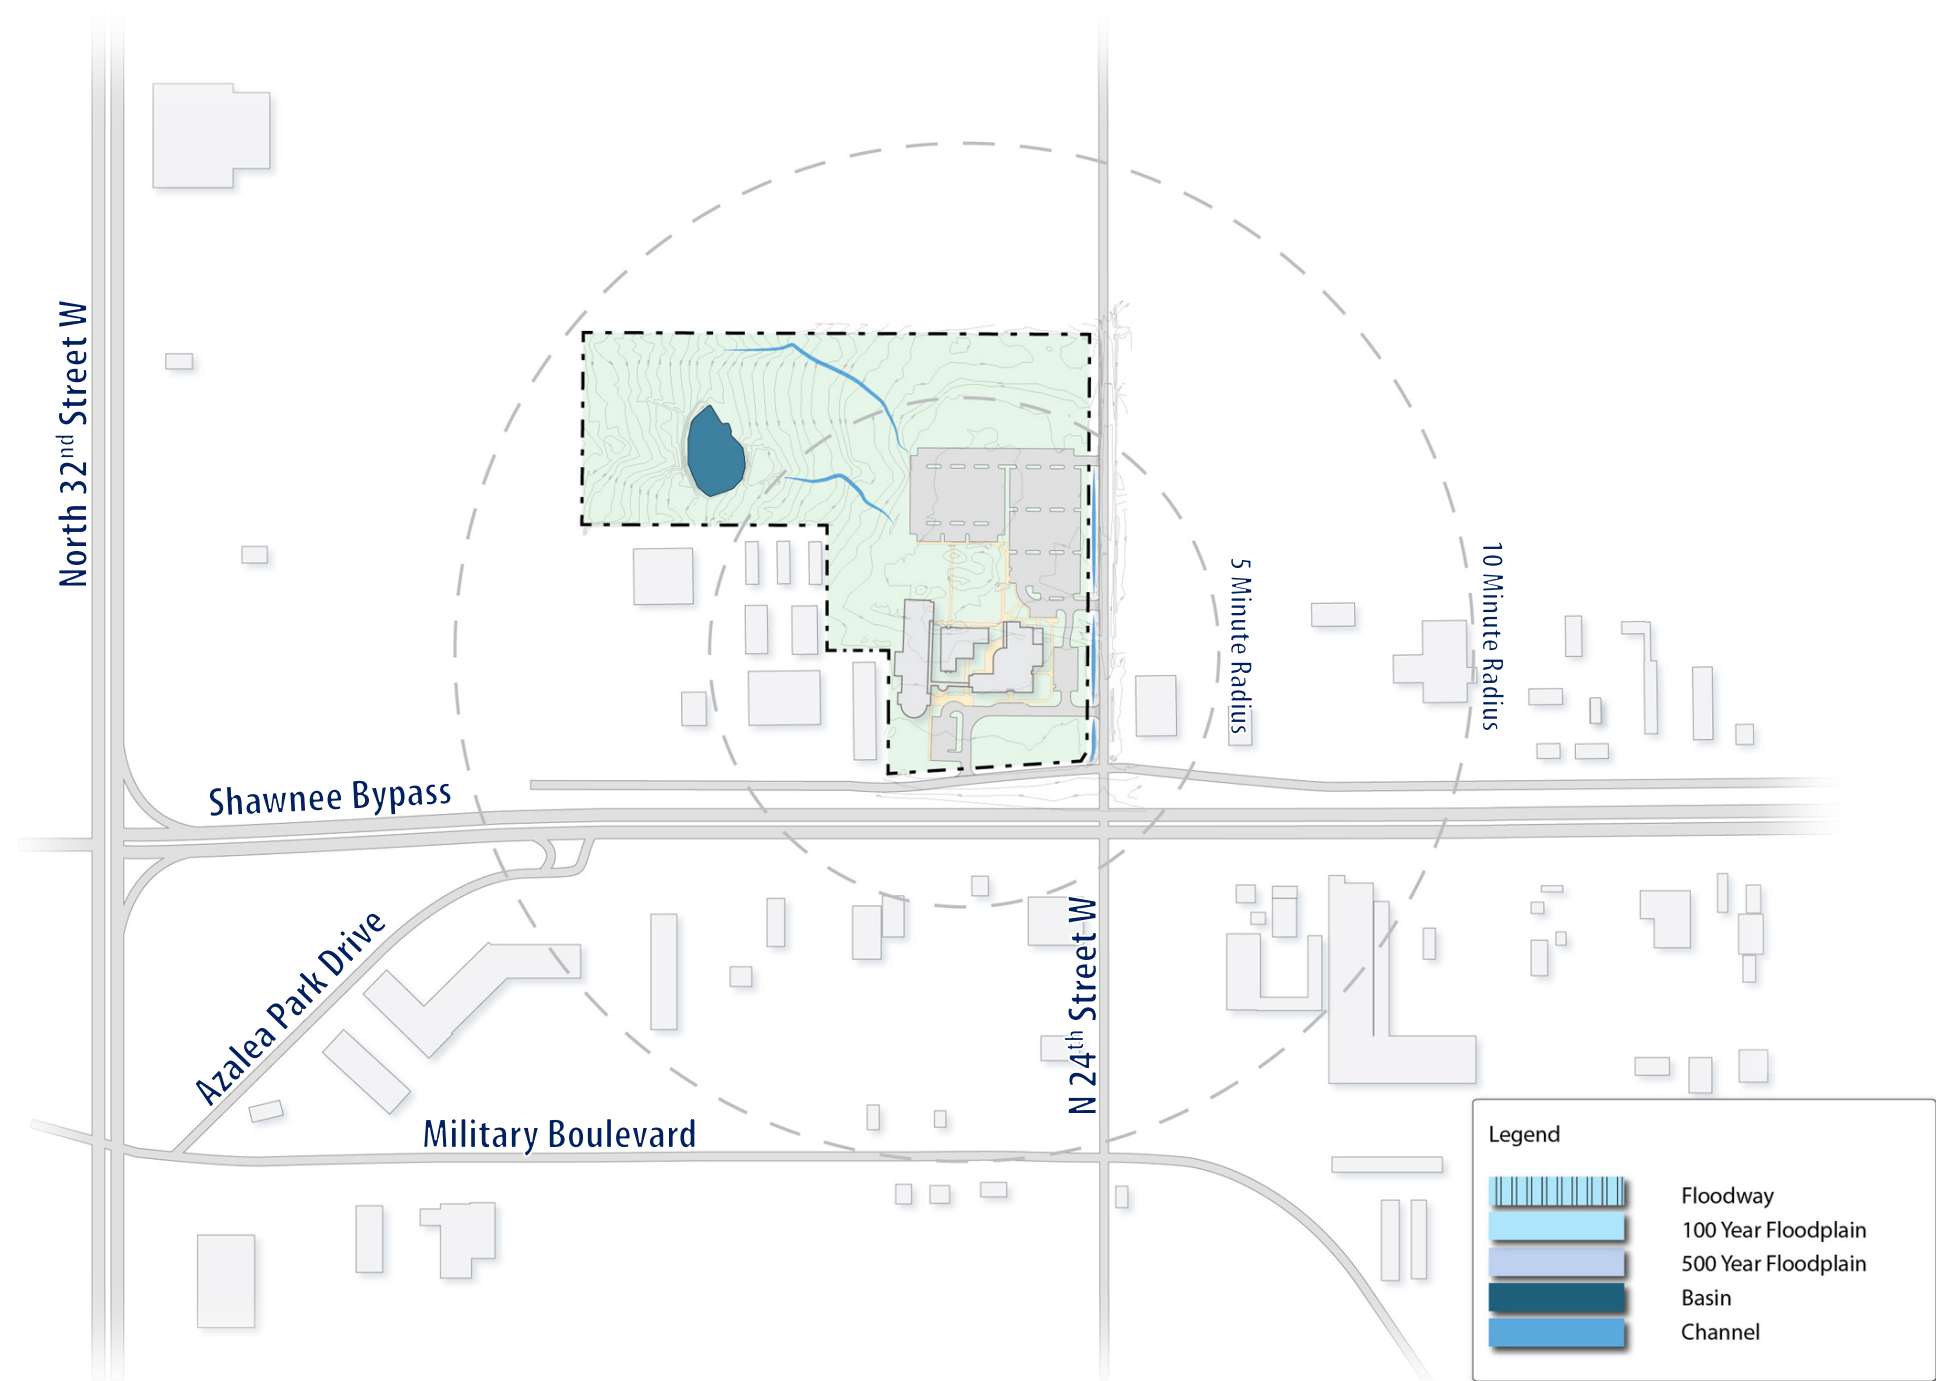 North 32nd Street W
5 Minute Radius
10 Minute Radius
Shawnee Bypass
Azalea Park Drive
N 24th Street W
Military Boulevard
Legend
Floodway
100 Year Floodplain
500 Year Floodplain
Basin
Channel